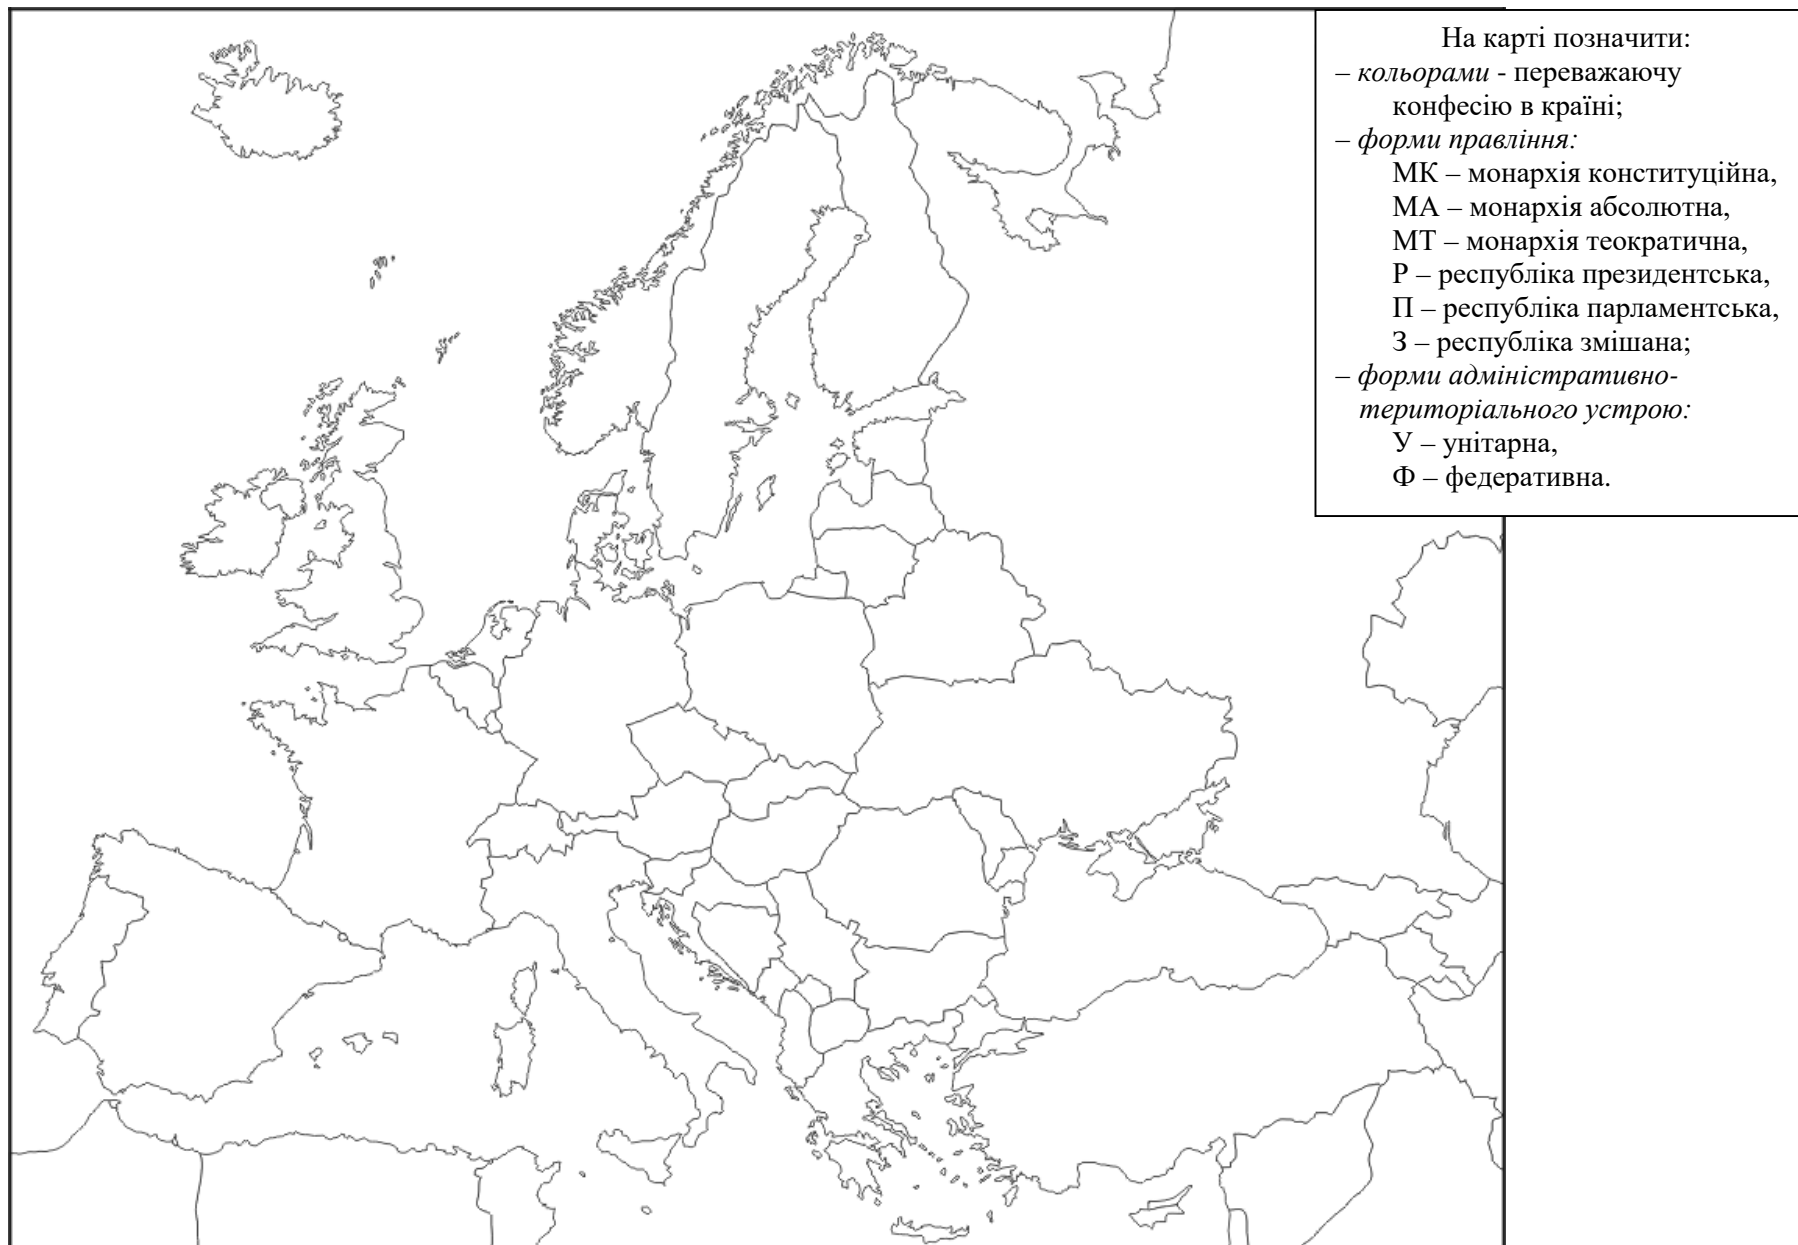 На карті позначити:
– кольорами - переважаючу
конфесію в країні;
– форми правління:
МК – монархія конституційна,
МА – монархія абсолютна,
МТ – монархія теократична,
Р – республіка президентська,
П – республіка парламентська,
З – республіка змішана;
– форми адміністративно-
територіального устрою:
У – унітарна,
Ф – федеративна.